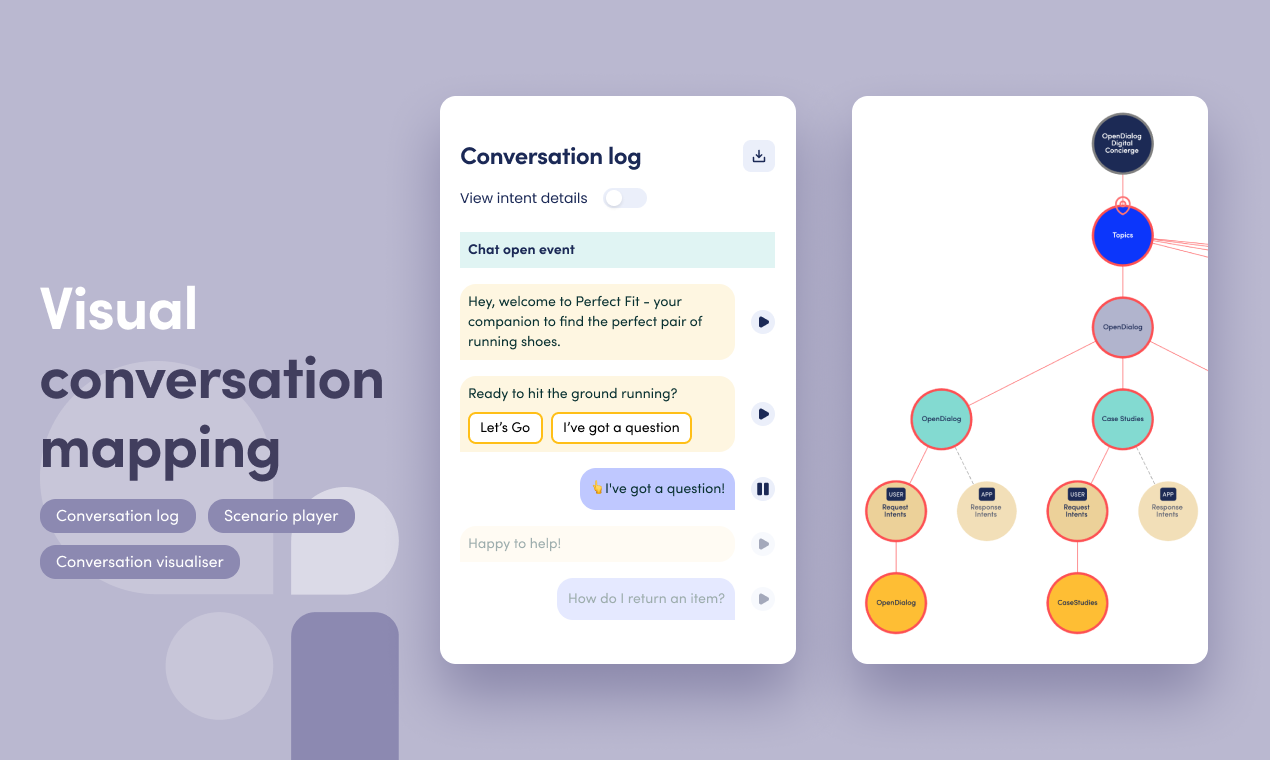 Visual
conversation
mapping
Conversation log
Scenario player
Conversation visualiser
Conversation log
View intent details
Chat open event
Hey, welcome to Perfect Fit - your
companion to find the perfect pair of
running shoes.
Ready to hit the ground running?
Let's Go
I've got a question
👆I've got a question!
Happy to help!
How do I return an item?
OpenDialog
Digital
Concierge
Topics
OpenDialog
OpenDialog
Case Studies
USER
Request
Intents
APP
Response
Intents
USER
Request
Intents
APP
Response
Intents
OpenDialog
CaseStudies